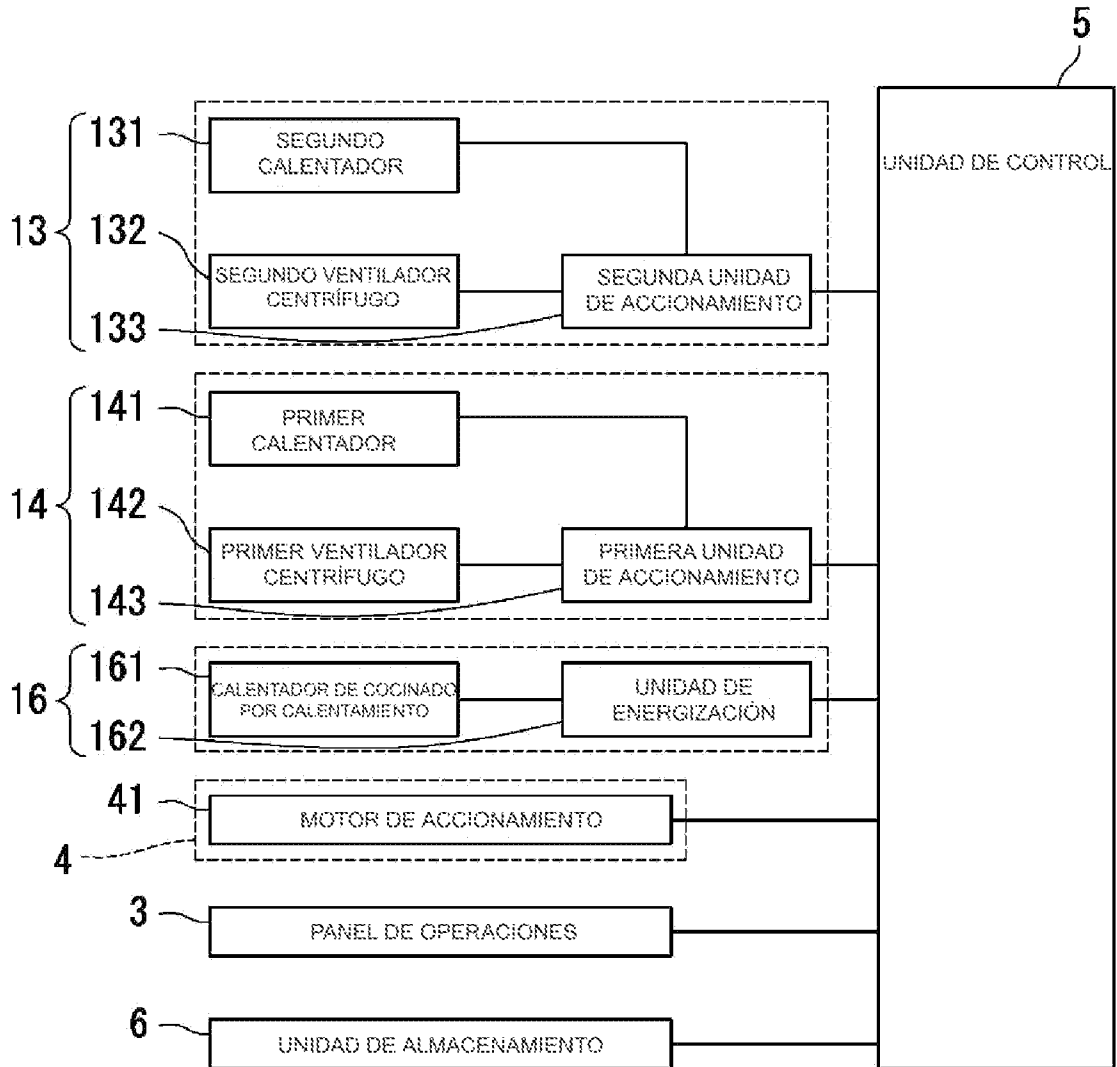 5
UNIDAD DE CONTROL
13
131
SEGUNDO
CALENTADOR
132
SEGUNDO VENTILADOR
CENTRÍFUGO
133
SEGUNDA UNIDAD
DE ACCIONAMIENTO
14
141
PRIMER
CALENTADOR
142
PRIMER VENTILADOR
CENTRÍFUGO
143
PRIMERA UNIDAD
DE ACCIONAMIENTO
16
161
CALENTADOR DE COCINADO
POR CALENTAMIENTO
162
UNIDAD DE
ENERGIZACIÓN
41
MOTOR DE ACCIONAMIENTO
4
3
PANEL DE OPERACIONES
6
UNIDAD DE ALMACENAMIENTO